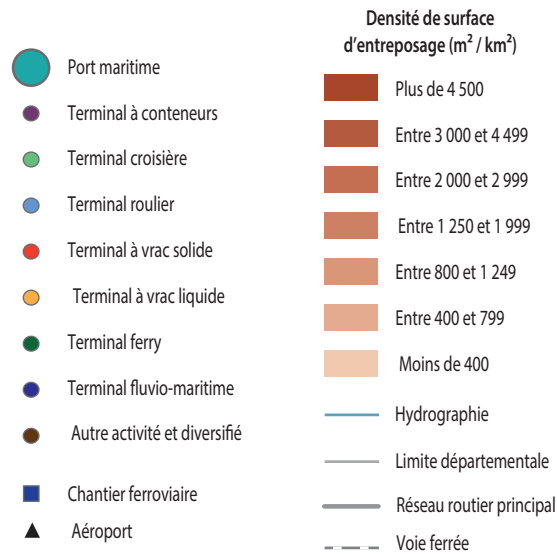 Port maritime
Terminal à conteneurs
Terminal croisière
Terminal roulier
Terminal à vrac solide
Terminal à vrac liquide
Terminal ferry
Terminal fluvio-maritime
Autre activité et diversifié
Chantier ferroviaire
Aéroport
Densité de surface
d’entreposage (m² / km²)
Plus de 4 500
Entre 3 000 et 4 499
Entre 2 000 et 2 999
Entre 1 250 et 1 999
Entre 800 et 1 249
Entre 400 et 799
Moins de 400
Hydrographie
Limite départementale
Réseau routier principal
Voie ferrée